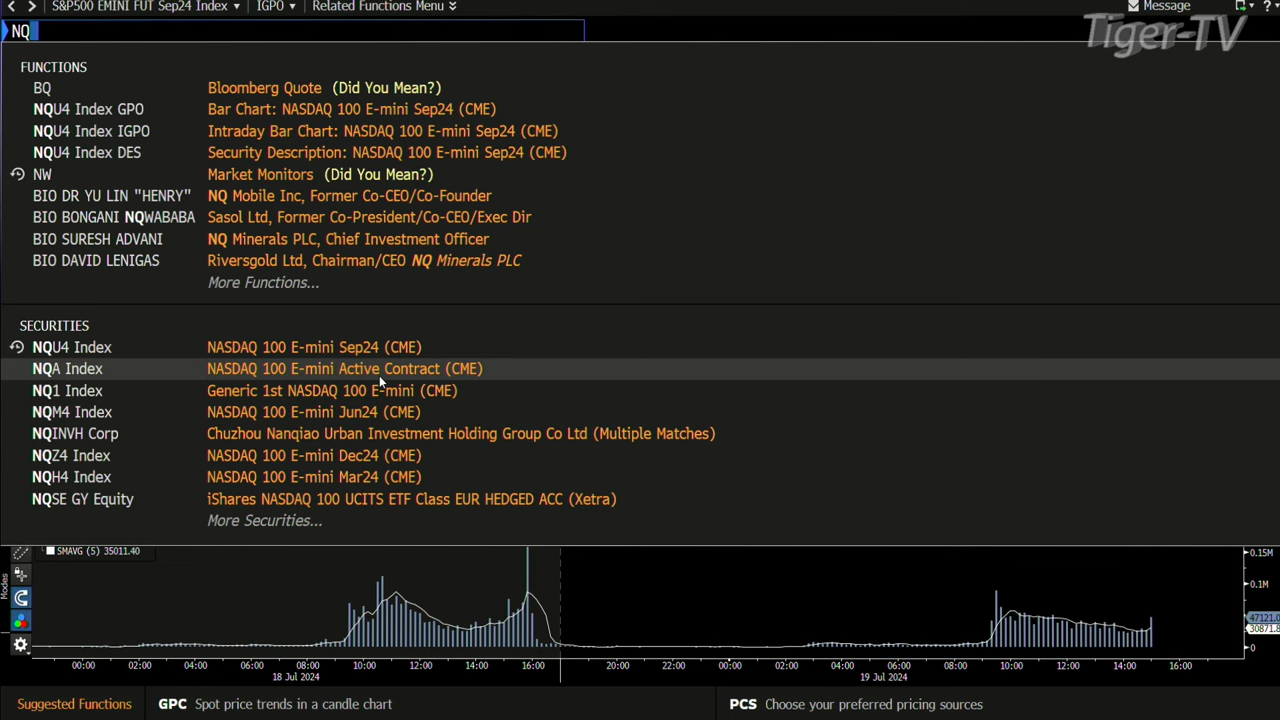 S&P500 EMINI FUT Sep24 Index IGPO Related Functions Menu Message ?
Tiger-TV
NQ
FUNCTIONS
BQ Bloomberg Quote (Did You Mean?)
NQU4 Index GPO Bar Chart: NASDAQ 100 E-mini Sep24 (CME)
NQU4 Index IGPO Intraday Bar Chart: NASDAQ 100 E-mini Sep24 (CME)
NQU4 Index DES Security Description: NASDAQ 100 E-mini Sep24 (CME)
NW Market Monitors (Did You Mean?)
BIO DR YU LIN "HENRY" NQ Mobile Inc, Former Co-CEO/Co-Founder
BIO BONGANI NQWABABA Sasol Ltd, Former Co-President/Co-CEO/Exec Dir
BIO SURESH ADVANI NQ Minerals PLC, Chief Investment Officer
BIO DAVID LENIGAS Riversgold Ltd, Chairman/CEO NQ Minerals PLC
More Functions...
SECURITIES
NQU4 Index NASDAQ 100 E-mini Sep24 (CME)
NQA Index NASDAQ 100 E-mini Active Contract (CME)
NQ1 Index Generic 1st NASDAQ 100 E-mini (CME)
NQM4 Index NASDAQ 100 E-mini Jun24 (CME)
NQINVH Corp Chuzhou Nanqiao Urban Investment Holding Group Co Ltd (Multiple Matches)
NQZ4 Index NASDAQ 100 E-mini Dec24 (CME)
NQH4 Index NASDAQ 100 E-mini Mar24 (CME)
NQSE GY Equity iShares NASDAQ 100 UCITS ETF Class EUR HEDGED ACC (Xetra)
More Securities...
SMAVG (5) 35011.40
0.15M
0.1M
47121.0
30871.8
0
Modes
00:00 02:00 04:00 06:00 08:00 10:00 12:00 14:00 16:00 20:00 22:00 00:00 02:00 04:00 06:00 08:00 10:00 12:00 14:00 16:00
18 Jul 2024 19 Jul 2024
Suggested Functions GPC Spot price trends in a candle chart PCS Choose your preferred pricing sources